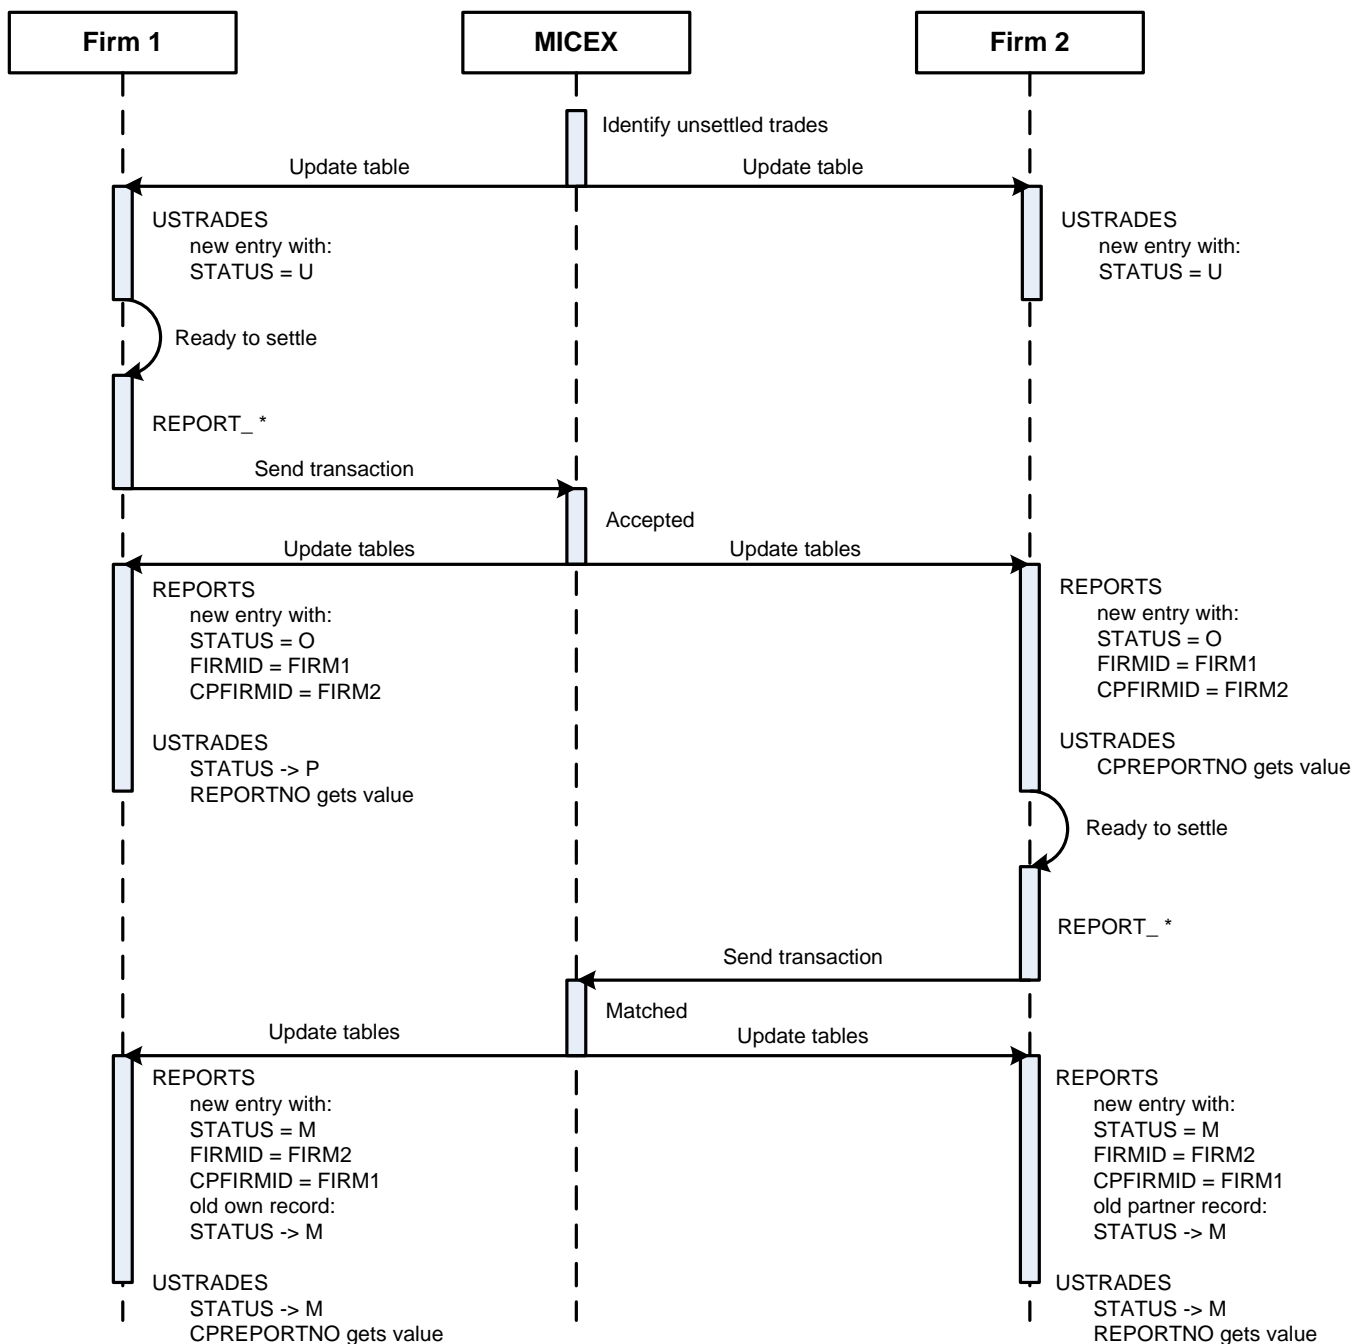 Firm 1
MICEX
Firm 2
Identify unsettled trades
Update table
Update table
USTRADES
new entry with:
STATUS = U
USTRADES
new entry with:
STATUS = U
Ready to settle
REPORT_ *
Send transaction
Accepted
Update tables
Update tables
REPORTS
new entry with:
STATUS = O
FIRMID = FIRM1
CPFIRMID = FIRM2
USTRADES
STATUS -> P
REPORTNO gets value
REPORTS
new entry with:
STATUS = O
FIRMID = FIRM1
CPFIRMID = FIRM2
USTRADES
CPREPORTNO gets value
Ready to settle
REPORT_ *
Send transaction
Matched
Update tables
Update tables
REPORTS
new entry with:
STATUS = M
FIRMID = FIRM2
CPFIRMID = FIRM1
old own record:
STATUS -> M
USTRADES
STATUS -> M
CPREPORTNO gets value
REPORTS
new entry with:
STATUS = M
FIRMID = FIRM2
CPFIRMID = FIRM1
old partner record:
STATUS -> M
USTRADES
STATUS -> M
REPORTNO gets value